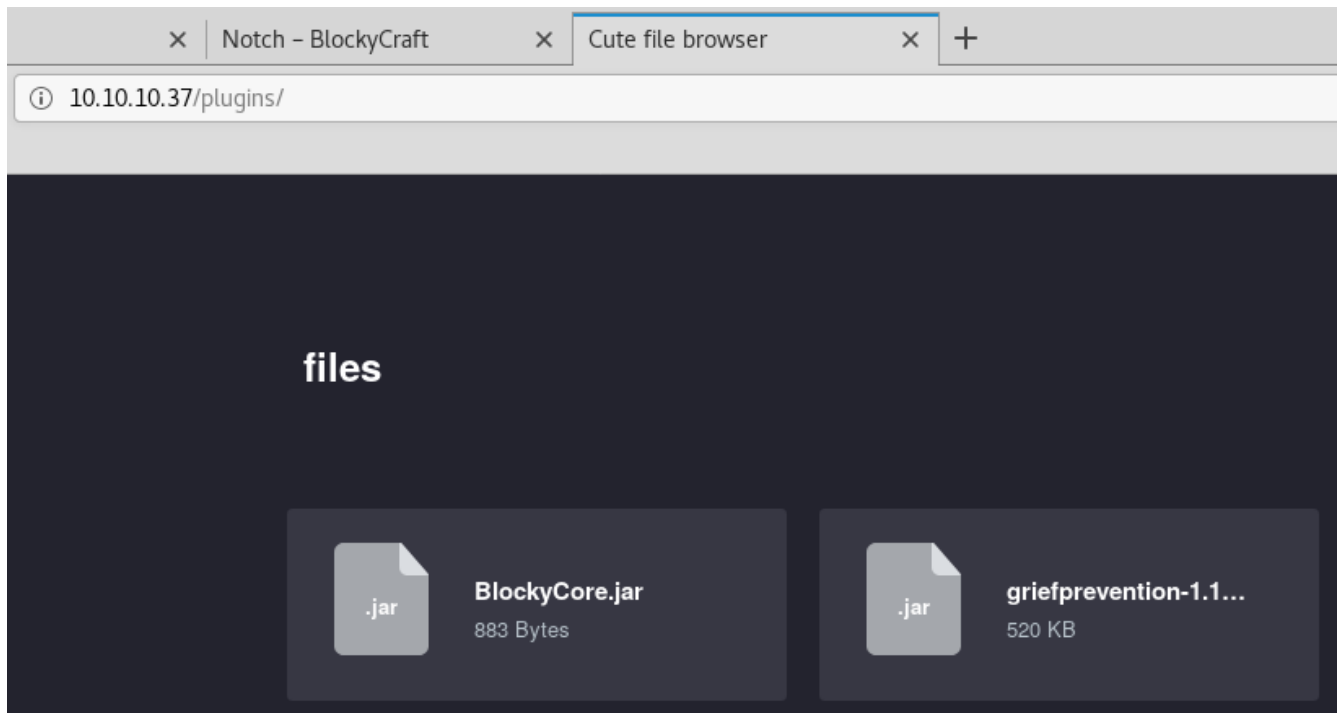 Notch – BlockyCraft
Cute file browser
10.10.10.37/plugins/
files
.jar
BlockyCore.jar
883 Bytes
.jar
griefprevention-1.1...
520 KB